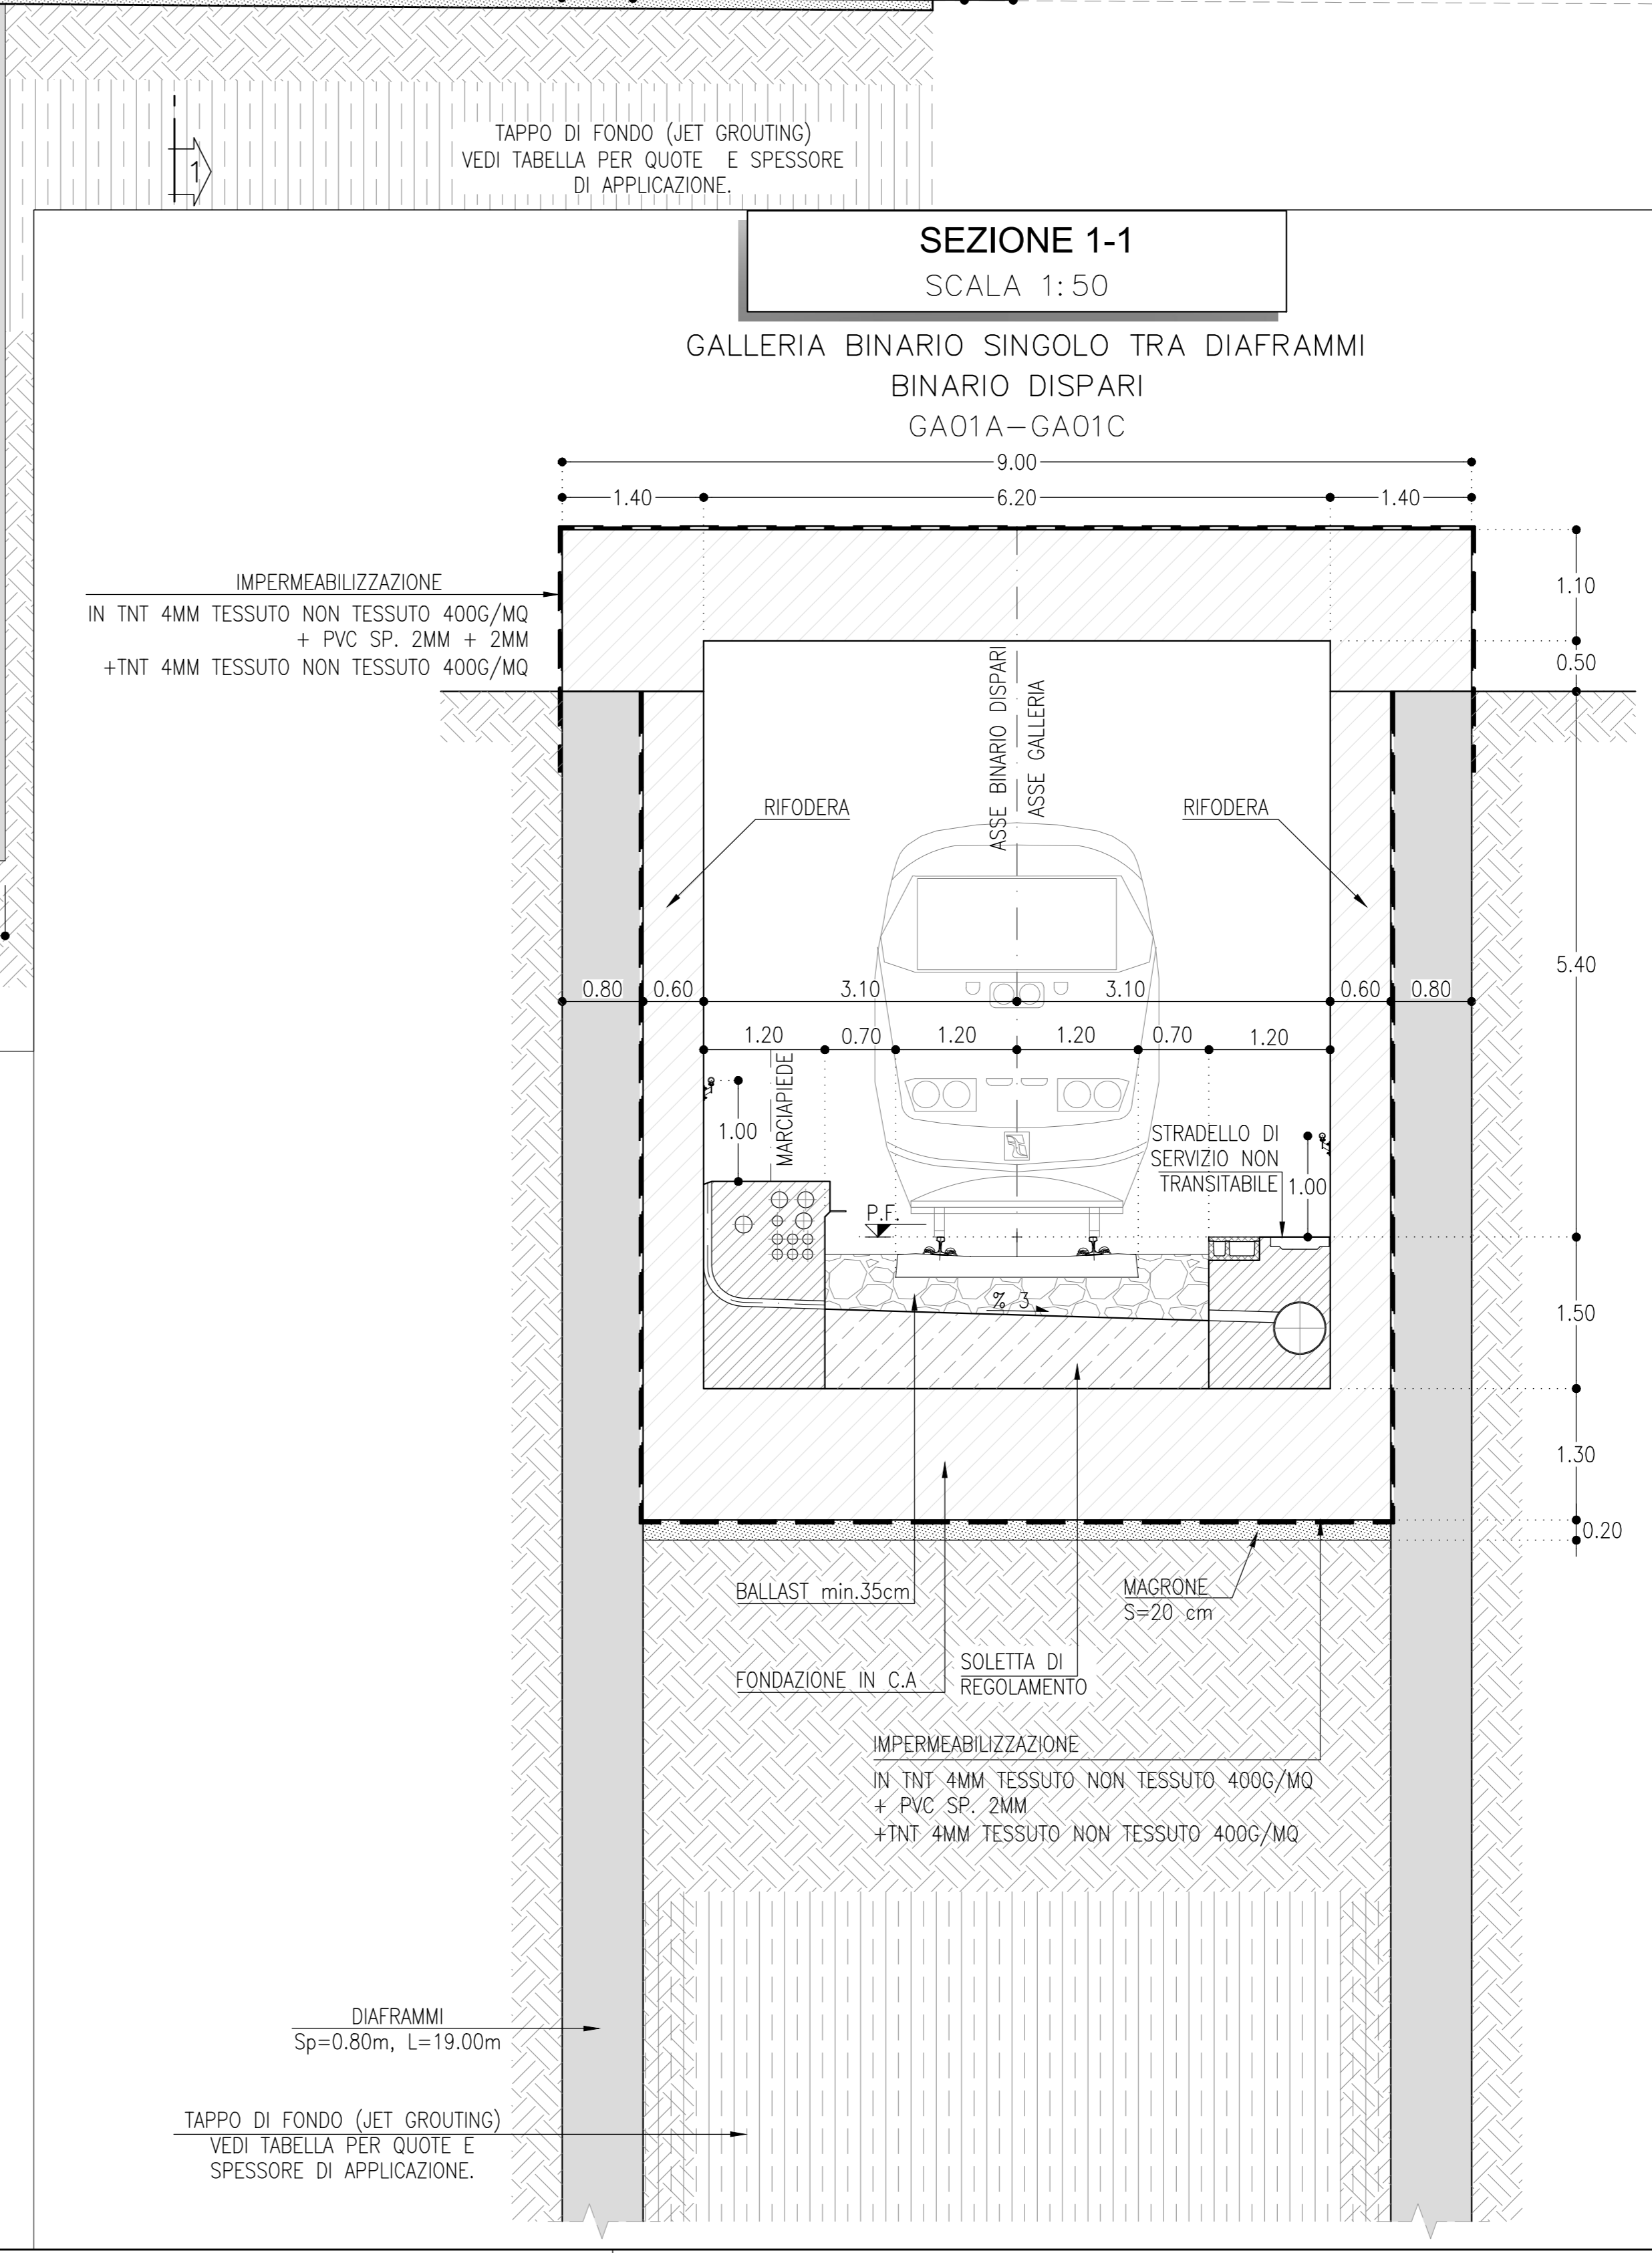 TAPPO DI FONDO (JET GROUTING)
VEDI TABELLA PER QUOTE E SPESSORE
DI APPLICAZIONE.
1
SEZIONE 1-1
SCALA 1:50
GALLERIA BINARIO SINGOLO TRA DIAFRAMMI
BINARIO DISPARI
GA01A-GA01C
9.00
1.40
6.20
1.40
IMPERMEABILIZZAZIONE
IN TNT 4MM TESSUTO NON TESSUTO 400G/MQ
+ PVC SP. 2MM + 2MM
+TNT 4MM TESSUTO NON TESSUTO 400G/MQ
1.10
0.50
ASSE BINARIO DISPARI
ASSE GALLERIA
RIFODERA
RIFODERA
5.40
0.80
0.60
3.10
3.10
0.60
0.80
1.20
0.70
1.20
1.20
0.70
1.20
MARCIAPIEDE
1.00
STRADELLO DI
SERVIZIO NON
TRANSITABILE
1.00
P.F.
% 3
1.50
1.30
0.20
BALLAST min.35cm
MAGRONE
S=20 cm
FONDAZIONE IN C.A
SOLETTA DI
REGOLAMENTO
IMPERMEABILIZZAZIONE
IN TNT 4MM TESSUTO NON TESSUTO 400G/MQ
+ PVC SP. 2MM
+TNT 4MM TESSUTO NON TESSUTO 400G/MQ
DIAFRAMMI
Sp=0.80m, L=19.00m
TAPPO DI FONDO (JET GROUTING)
VEDI TABELLA PER QUOTE E
SPESSORE DI APPLICAZIONE.